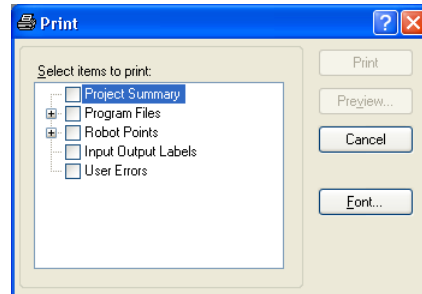 Print
Select items to print:
Project Summary
Program Files
Robot Points
Input Output Labels
User Errors
Print
Preview...
Cancel
Font...